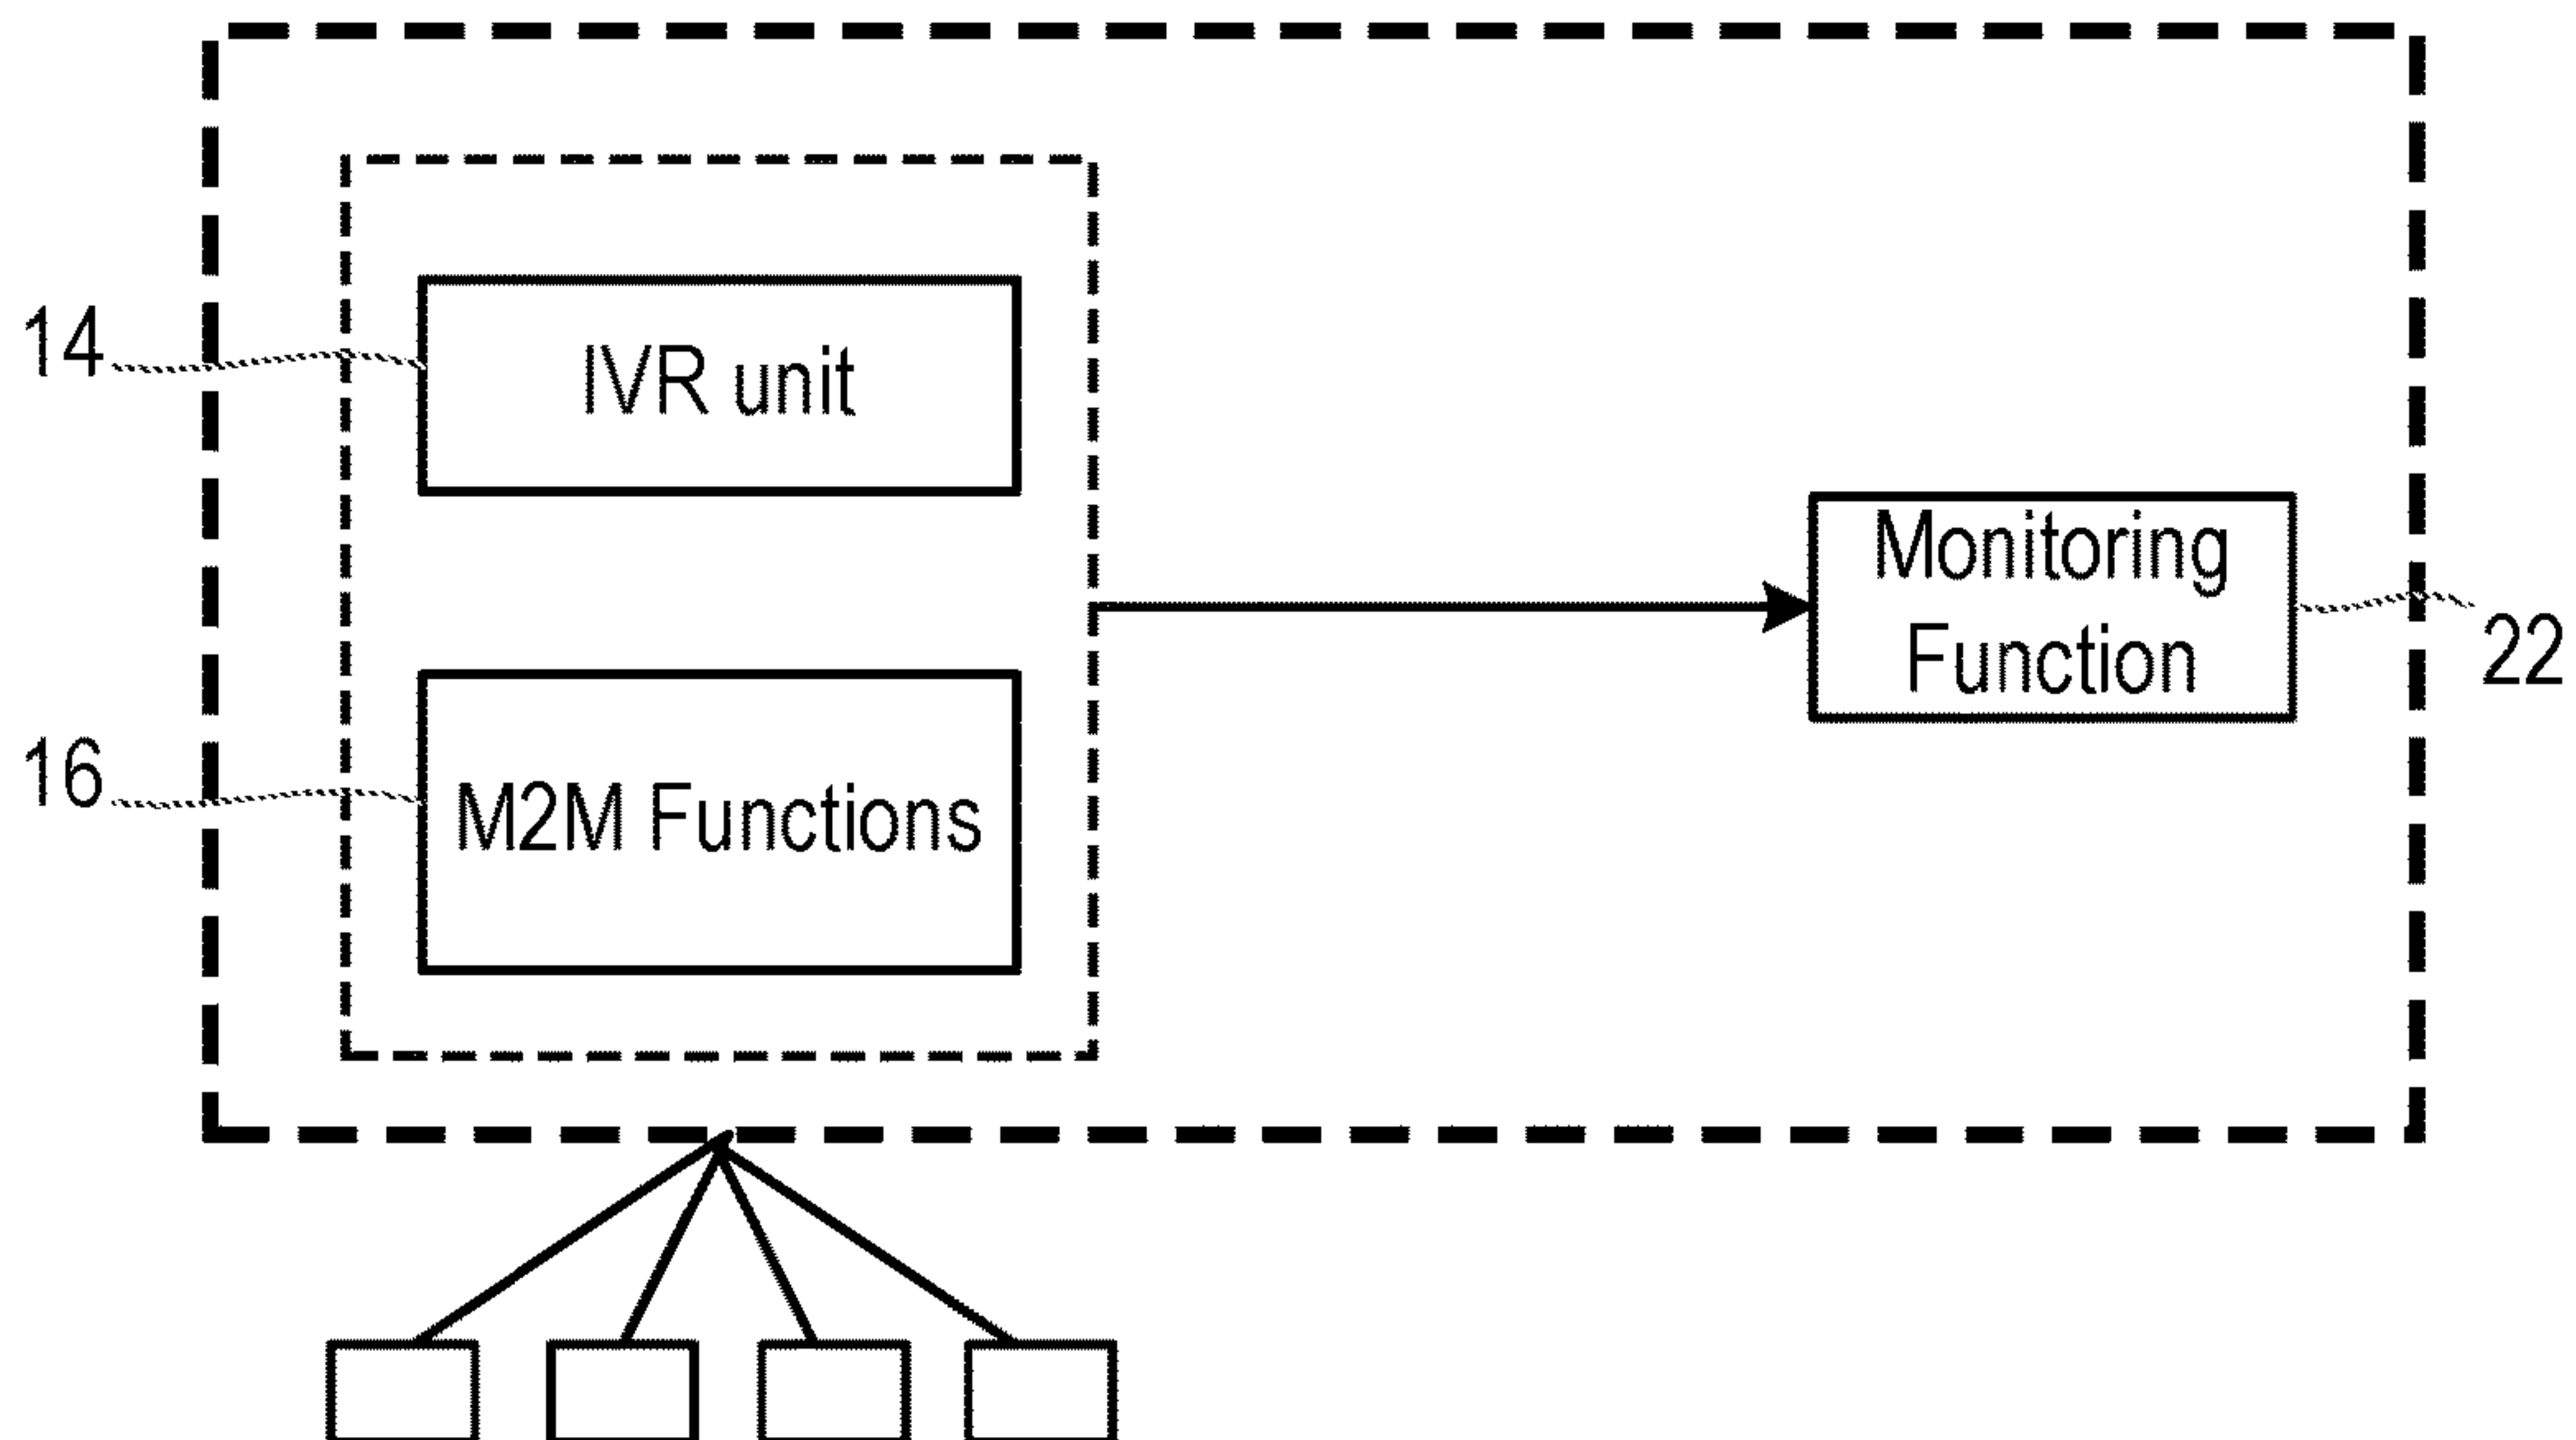 14
IVR unit
Monitoring
Function
22
16
M2M Functions